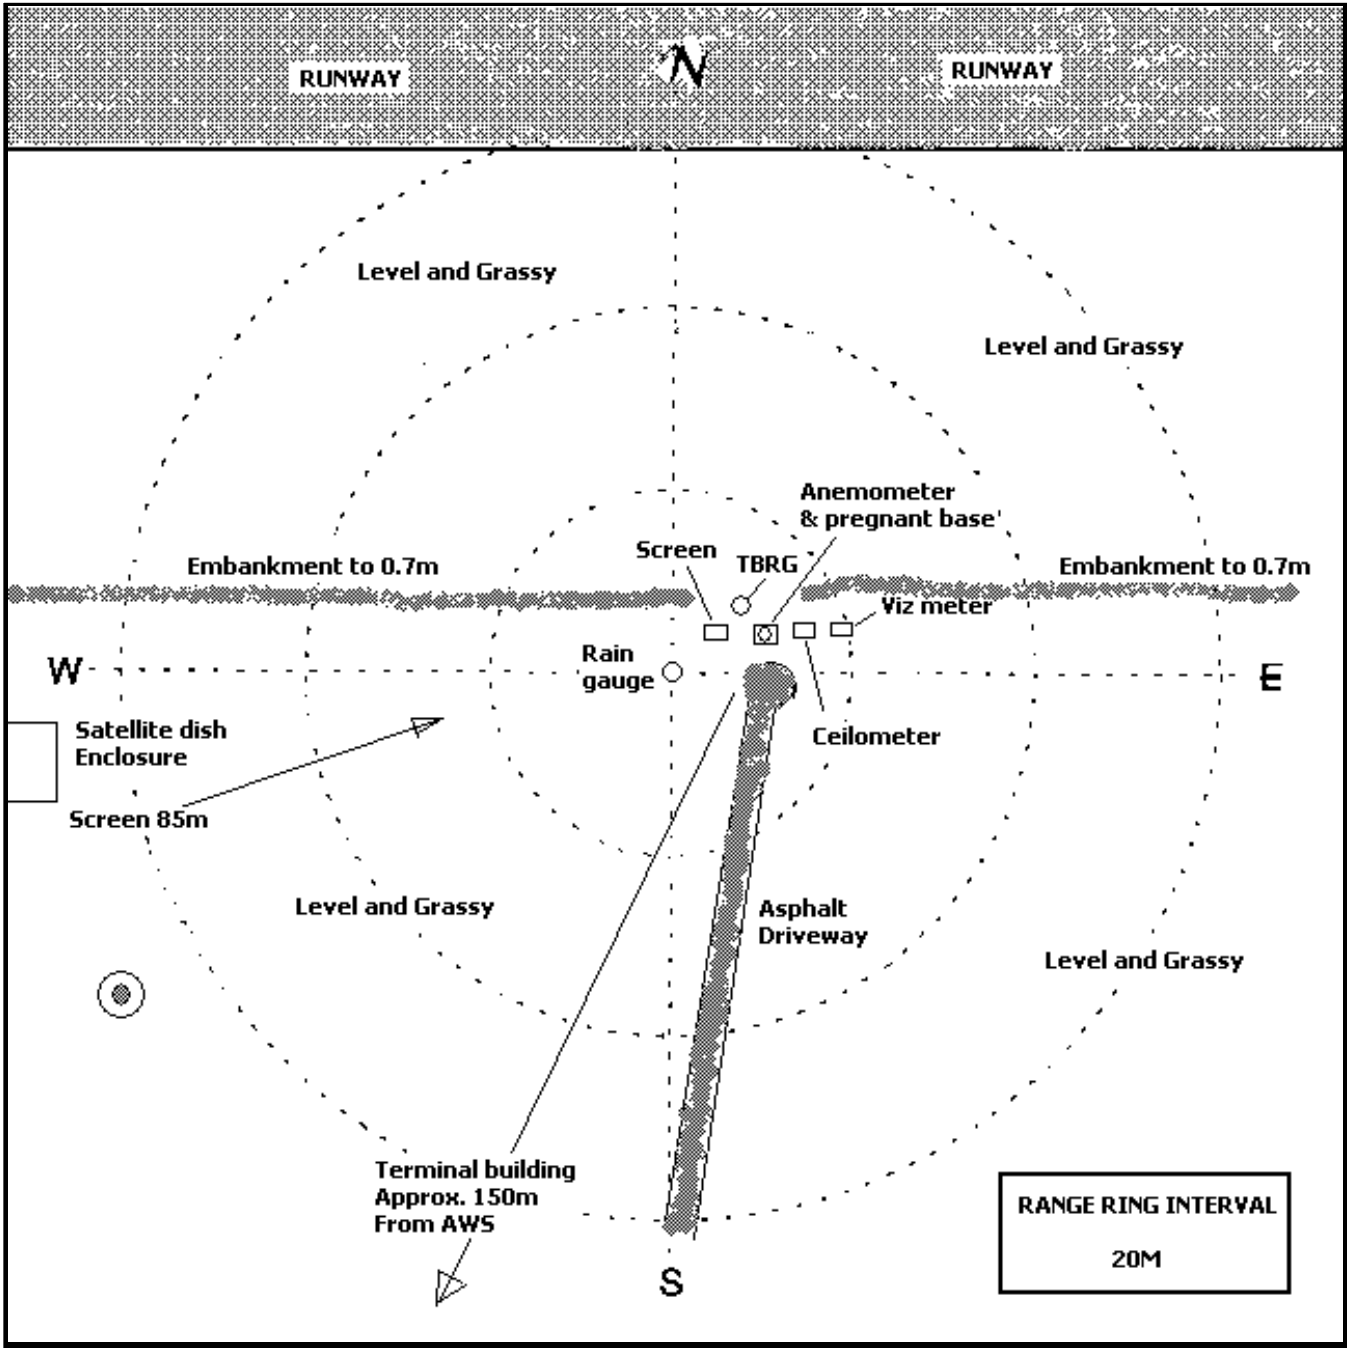 N
RUNWAY
RUNWAY
Level and Grassy
Level and Grassy
Anemometer
& pregnant base'
Screen
TBRG
Embankment to 0.7m
Embankment to 0.7m
Viz meter
Rain
gauge
W
E
Satellite dish
Enclosure
Ceilometer
Screen 85m
Level and Grassy
Asphalt
Driveway
Level and Grassy
Terminal building
Approx. 150m
From AWS
RANGE RING INTERVAL
20M
S